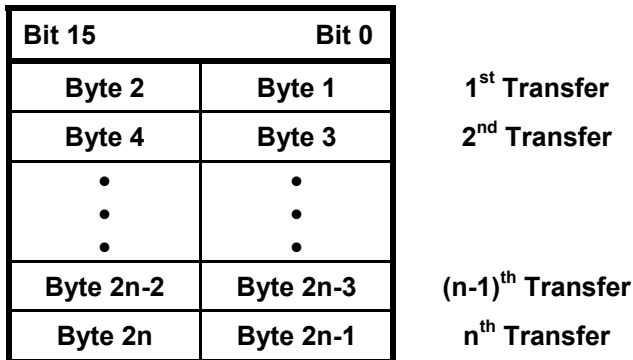 Bit 15 Bit 0
Byte 2 Byte 1 1st Transfer
Byte 4 Byte 3 2nd Transfer
• •
• •
• •
Byte 2n-2 Byte 2n-3 (n-1)th Transfer
Byte 2n Byte 2n-1 nth Transfer